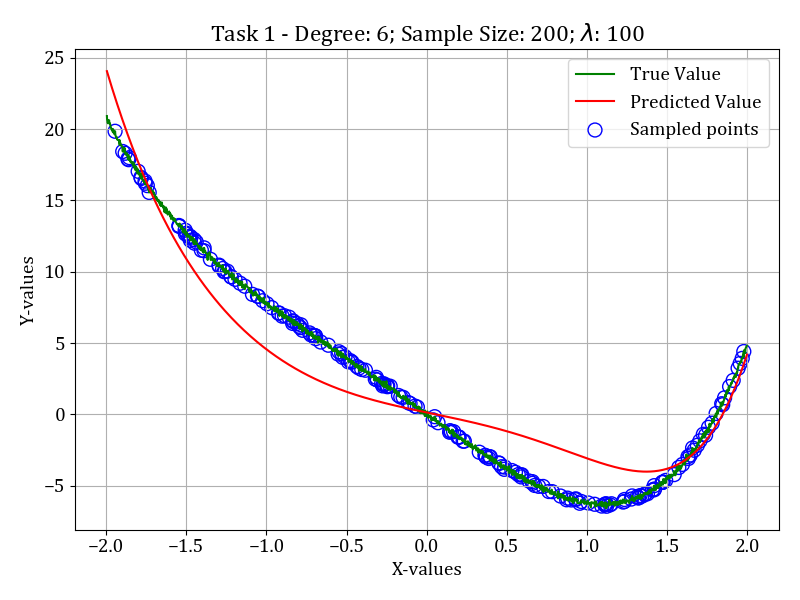 Task 1 - Degree: 6; Sample Size: 200; λ: 100
25
20
15
10
5
0
−5
Y-values
True Value
Predicted Value
Sampled points
−2.0 −1.5 −1.0 −0.5 0.0 0.5 1.0 1.5 2.0
X-values